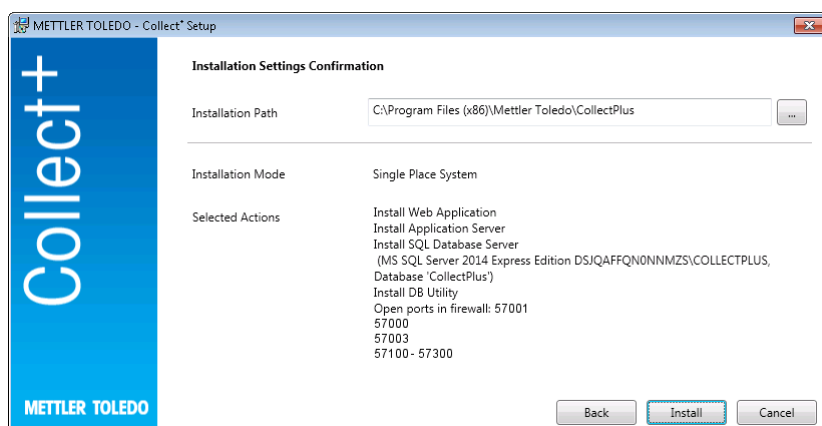 METTLER TOLEDO - Collect⁺ Setup
Collect+
Installation Settings Confirmation
Installation Path
C:\Program Files (x86)\Mettler Toledo\CollectPlus
...
Installation Mode
Single Place System
Selected Actions
Install Web Application
Install Application Server
Install SQL Database Server
(MS SQL Server 2014 Express Edition DSJQAFFQN0NNMZS\COLLECTPLUS,
Database 'CollectPlus')
Install DB Utility
Open ports in firewall: 57001
57000
57003
57100 - 57300
METTLER TOLEDO
Back
Install
Cancel